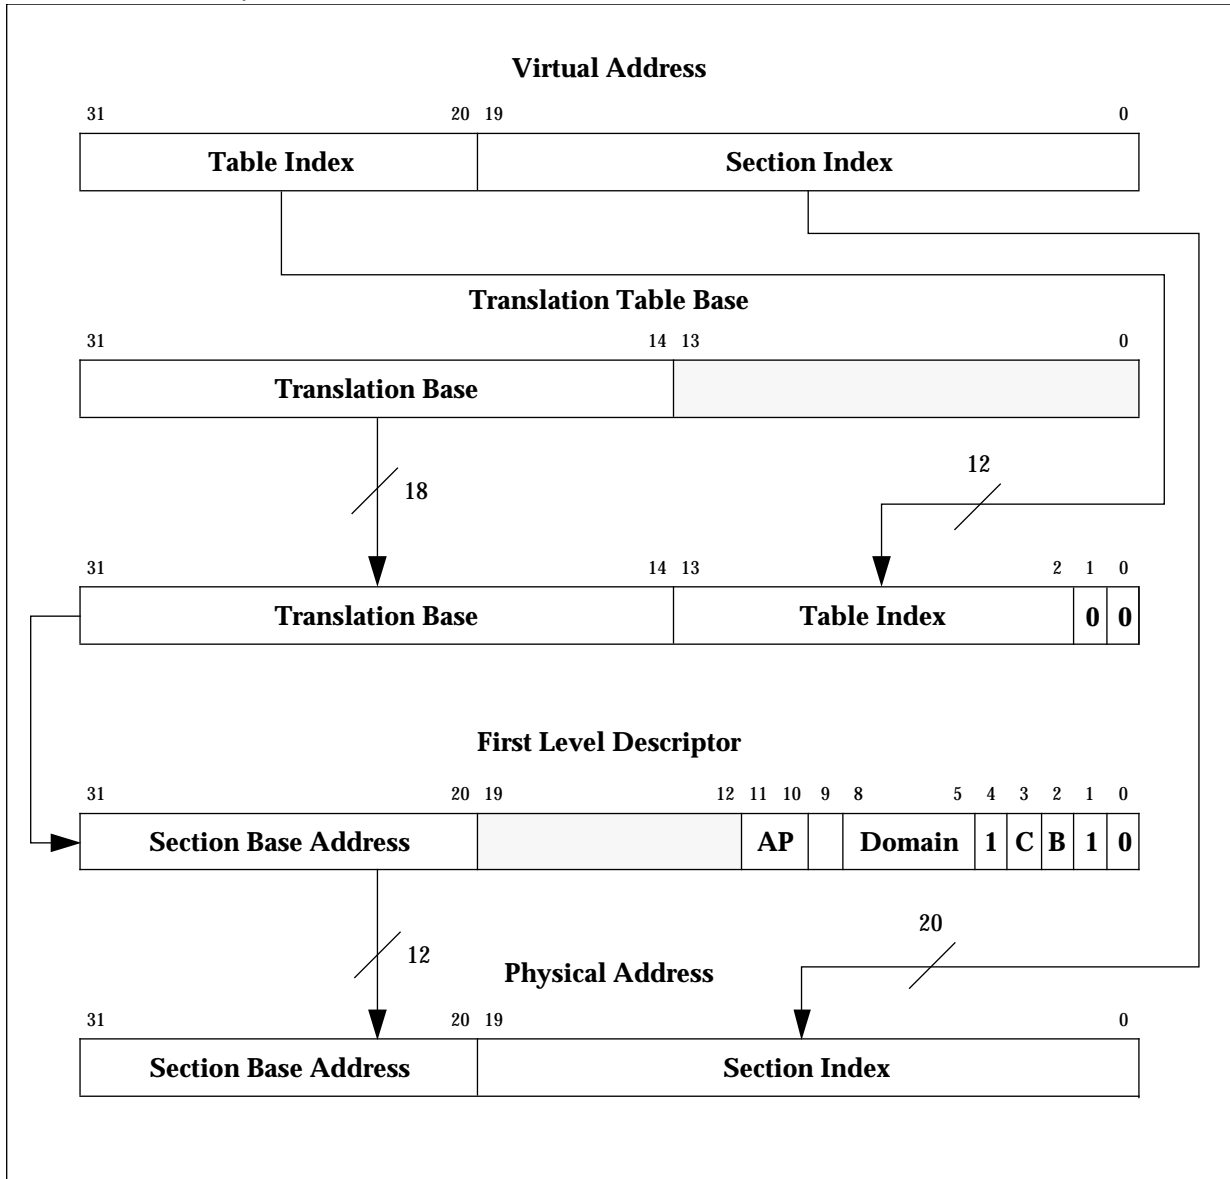 Virtual Address
31 20 19 0
Table Index Section Index
Translation Table Base
31 14 13 0
Translation Base
18 12
31 14 13 2 1 0
Translation Base Table Index 0 0
First Level Descriptor
31 20 19 12 11 10 9 8 5 4 3 2 1 0
Section Base Address AP Domain 1 C B 1 0
12 20
Physical Address
31 20 19 0
Section Base Address Section Index